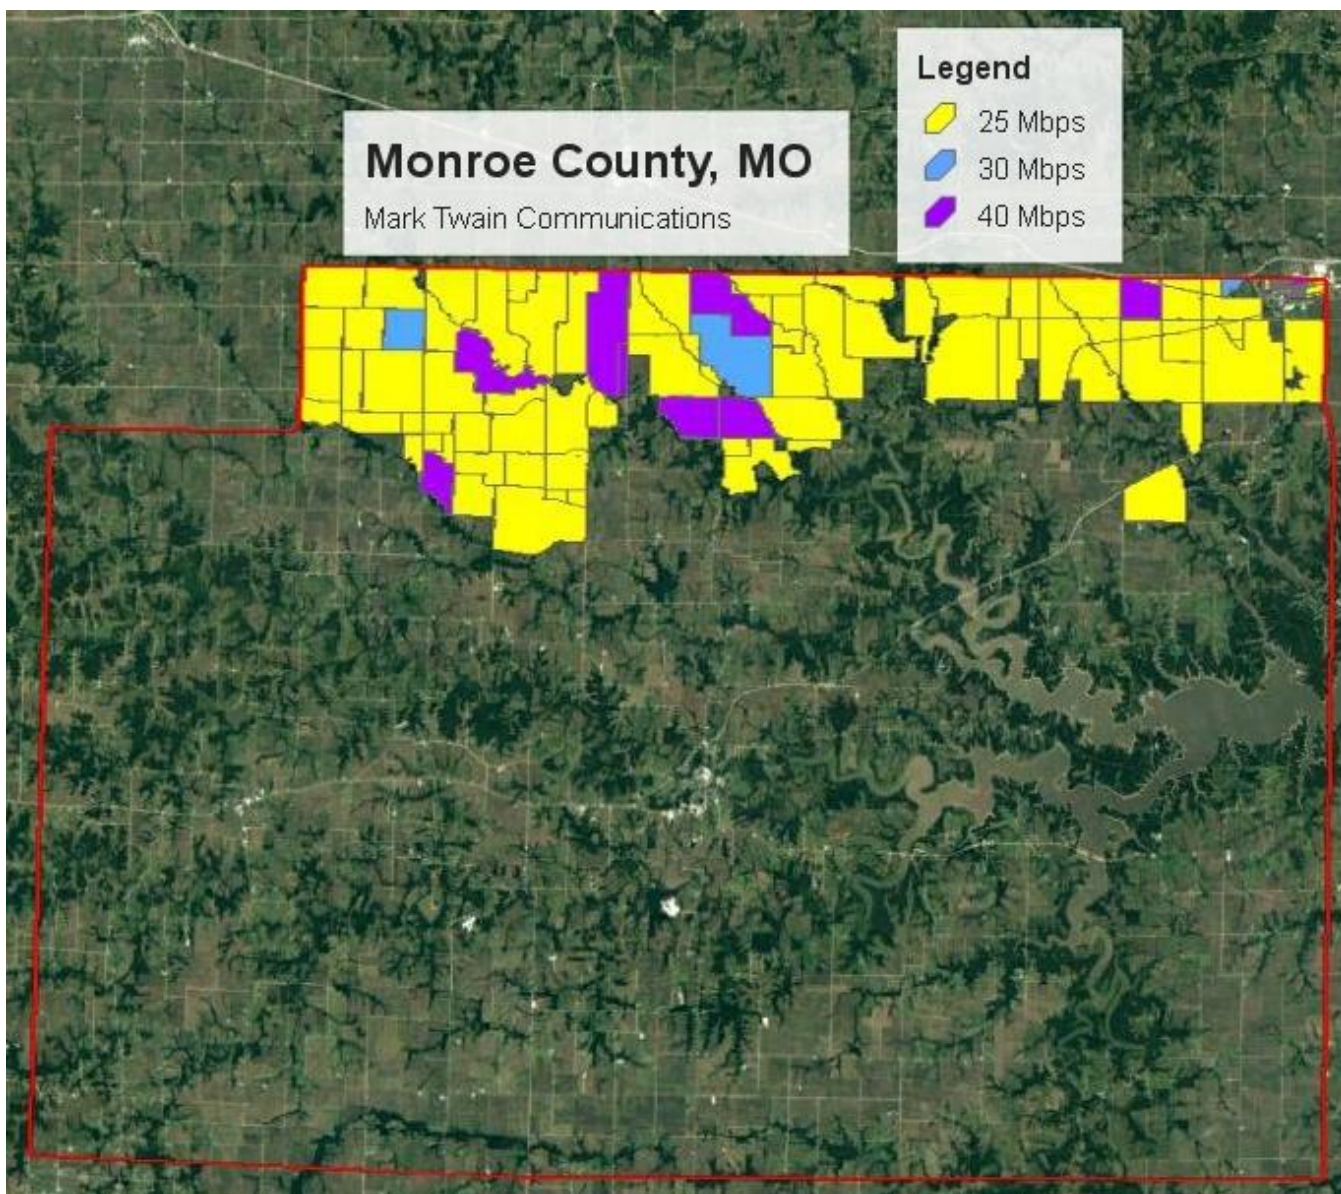 Monroe County, MO
Mark Twain Communications
Legend
25 Mbps
30 Mbps
40 Mbps